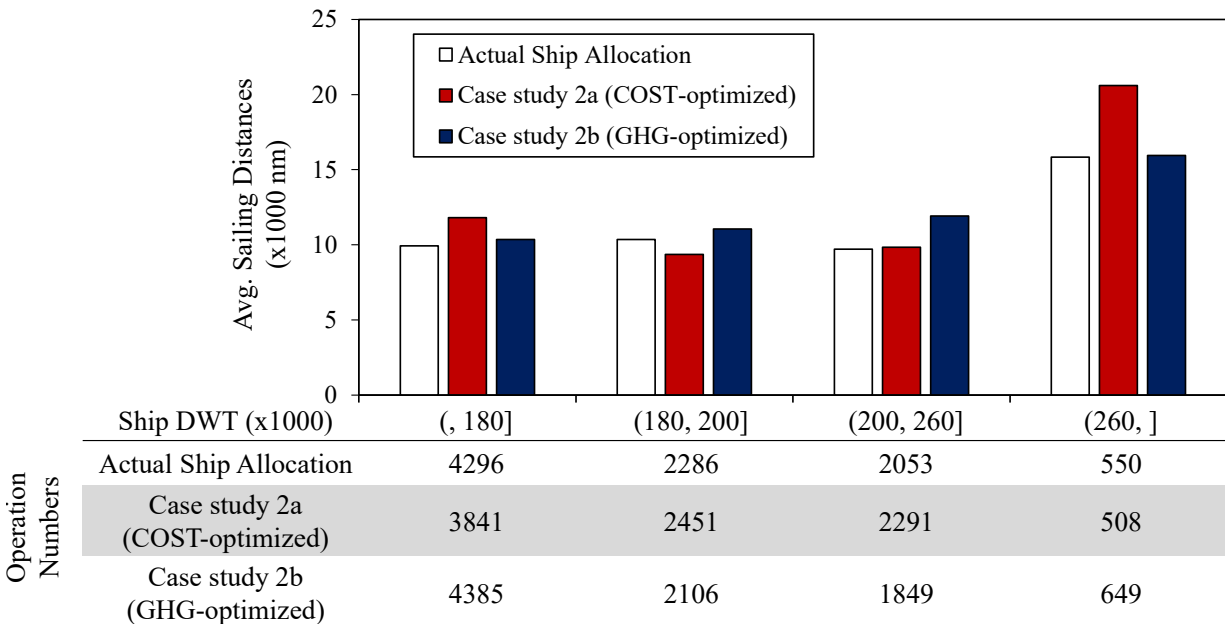 Avg. Sailing Distances
(x1000 nm)
25
20
15
10
5
0
Actual Ship Allocation
Case study 2a (COST-optimized)
Case study 2b (GHG-optimized)
Ship DWT (x1000) (, 180] (180, 200] (200, 260] (260, ]
Operation
Numbers
Actual Ship Allocation 4296 2286 2053 550
Case study 2a
(COST-optimized) 3841 2451 2291 508
Case study 2b
(GHG-optimized) 4385 2106 1849 649